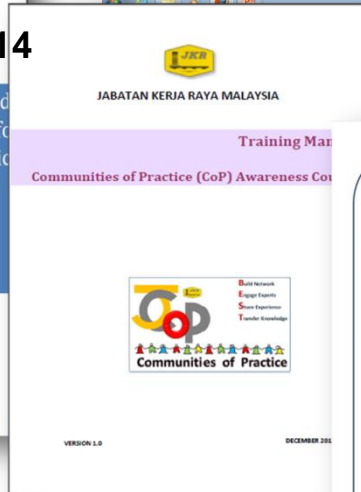 14
JKR
JABATAN KERJA RAYA MALAYSIA
Training Man
Communities of Practice (CoP) Awareness Cou
CoP
Build Network
Engage Experts
Share Experience
Transfer Knowledge
Communities of Practice
VERSION 1.0
DECEMBER 201